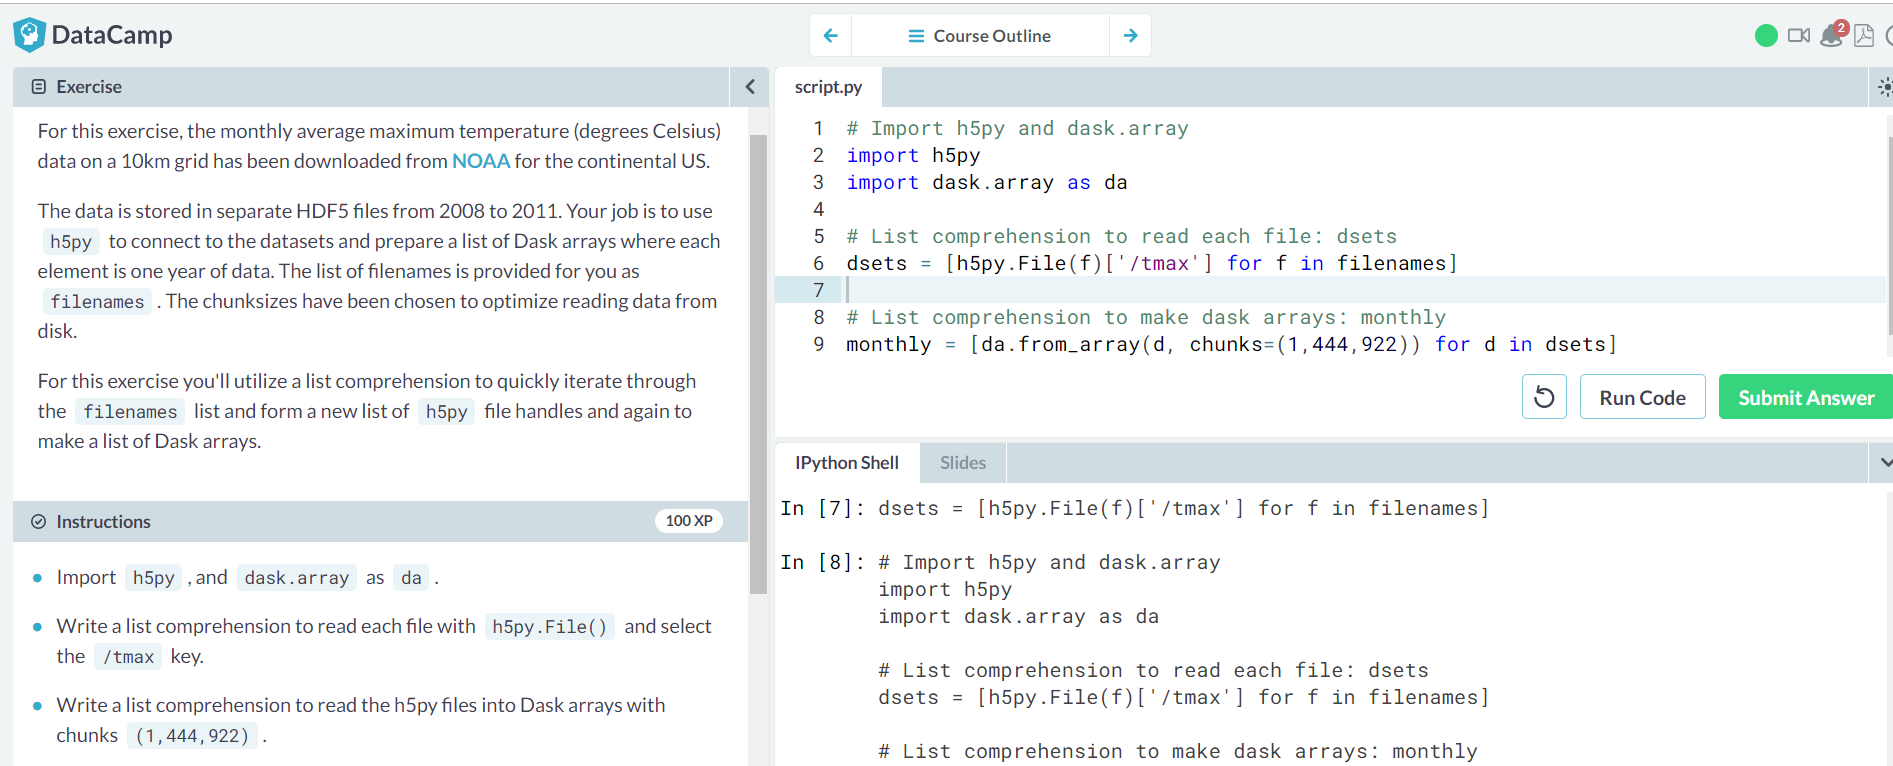 DataCamp
Course Outline
2
Exercise
For this exercise, the monthly average maximum temperature (degrees Celsius)
data on a 10km grid has been downloaded from NOAA for the continental US.
The data is stored in separate HDF5 files from 2008 to 2011. Your job is to use
h5py to connect to the datasets and prepare a list of Dask arrays where each
element is one year of data. The list of filenames is provided for you as
filenames . The chunksizes have been chosen to optimize reading data from
disk.
For this exercise you'll utilize a list comprehension to quickly iterate through
the filenames list and form a new list of h5py file handles and again to
make a list of Dask arrays.
Instructions
100 XP
Import h5py , and dask.array as da .
Write a list comprehension to read each file with h5py.File() and select
the /tmax key.
Write a list comprehension to read the h5py files into Dask arrays with
chunks (1,444,922) .
script.py
1 # Import h5py and dask.array
2 import h5py
3 import dask.array as da
4
5 # List comprehension to read each file: dsets
6 dsets = [h5py.File(f)['/tmax'] for f in filenames]
7
8 # List comprehension to make dask arrays: monthly
9 monthly = [da.from_array(d, chunks=(1,444,922)) for d in dsets]
Run Code
Submit Answer
IPython Shell
Slides
In [7]: dsets = [h5py.File(f)['/tmax'] for f in filenames]
In [8]: # Import h5py and dask.array
import h5py
import dask.array as da
# List comprehension to read each file: dsets
dsets = [h5py.File(f)['/tmax'] for f in filenames]
# List comprehension to make dask arrays: monthly